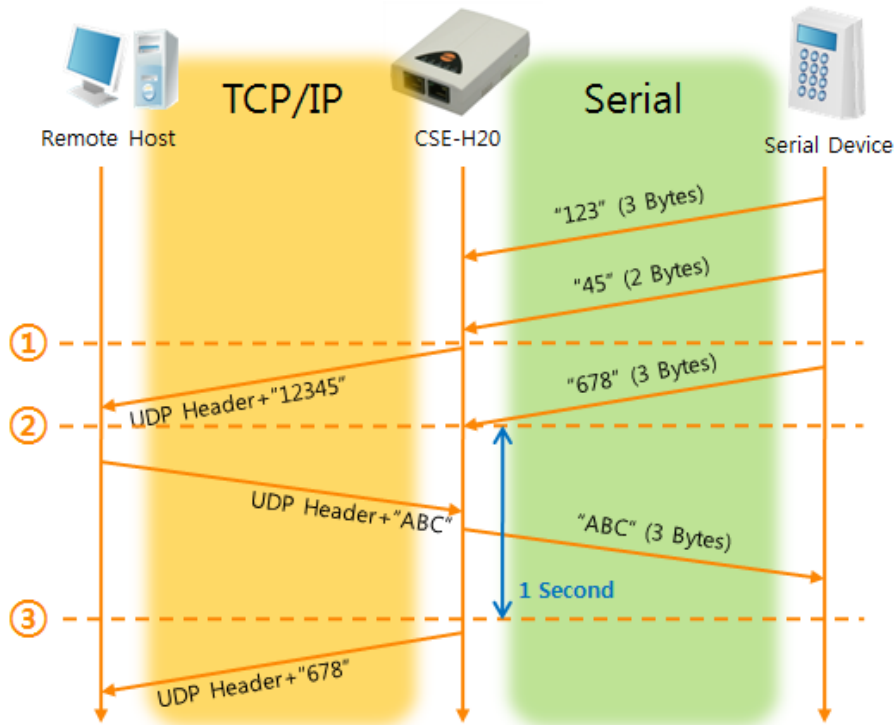 TCP/IP
Serial
Remote Host
CSE-H20
Serial Device
"123" (3 Bytes)
"45" (2 Bytes)
①
UDP Header+"12345"
"678" (3 Bytes)
②
UDP Header+"ABC"
"ABC" (3 Bytes)
1 Second
③
UDP Header+"678"